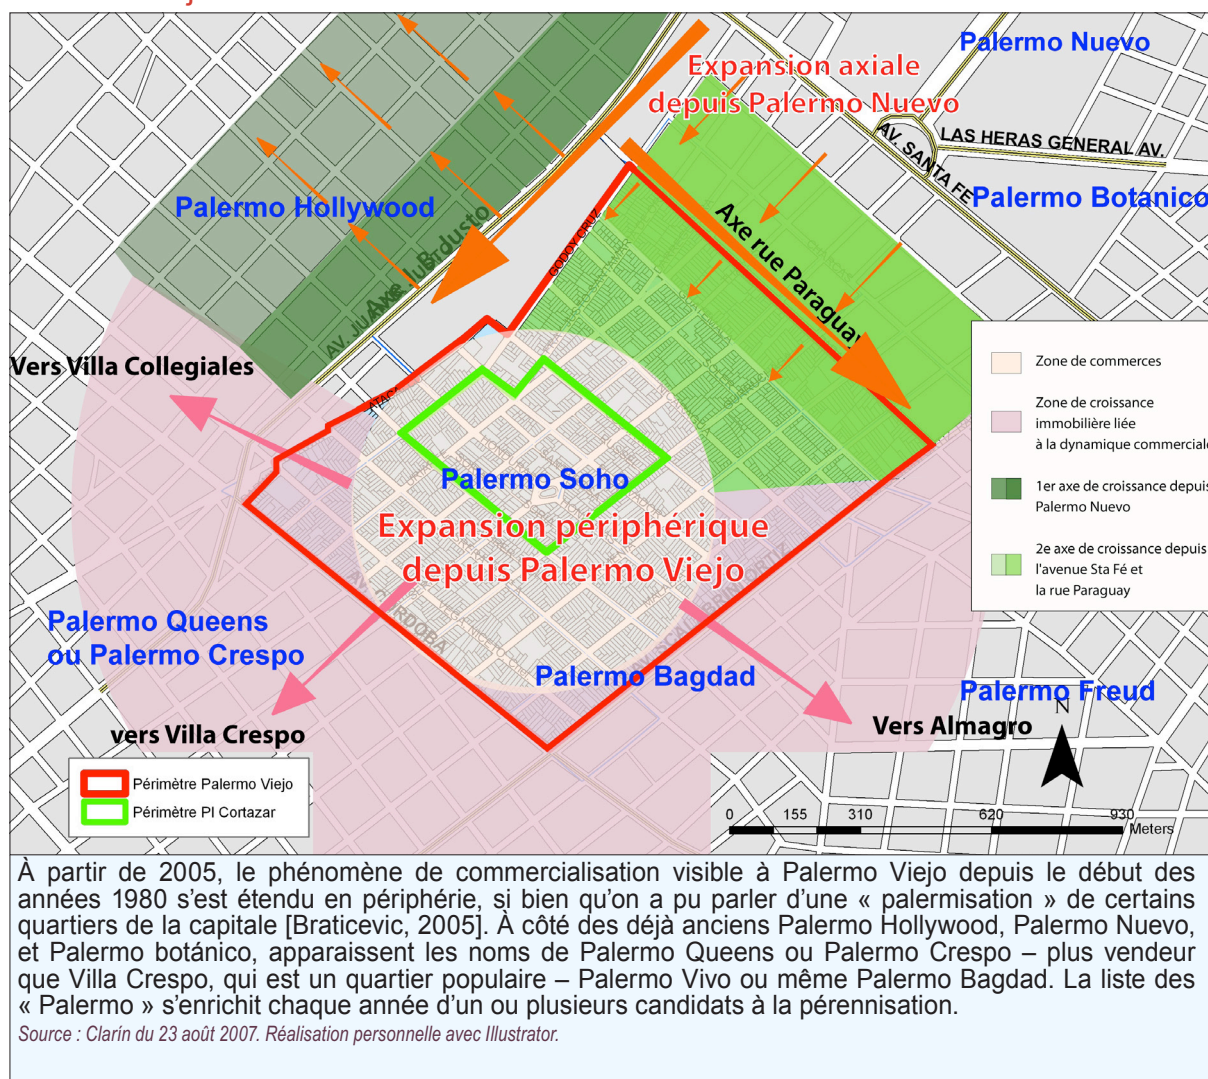 Palermo Nuevo
Expansion axiale
depuis Palermo Nuevo
AV. SANTA FE
LAS HERAS GENERAL AV.
Palermo Hollywood
Palermo Botanico
Axe rue Paraguay
GODOY CRUZ
Vers Villa Collegiales
Zone de commerces
Zone de croissance
immobilière liée
à la dynamique commerciale
1er axe de croissance depuis
Palermo Nuevo
2e axe de croissance depuis
l'avenue Sta Fé et
la rue Paraguay
Palermo Soho
Expansion périphérique
depuis Palermo Viejo
AV. CORDOBA
Palermo Queens
ou Palermo Crespo
Palermo Bagdad
Palermo Freud
N
vers Villa Crespo
Vers Almagro
Périmètre Palermo Viejo
Périmètre Pl Cortazar
0 155 310 620 930
Meters
À partir de 2005, le phénomène de commercialisation visible à Palermo Viejo depuis le début des
années 1980 s’est étendu en périphérie, si bien qu’on a pu parler d’une « palermisation » de certains
quartiers de la capitale [Braticevic, 2005]. À côté des déjà anciens Palermo Hollywood, Palermo Nuevo,
et Palermo botánico, apparaissent les noms de Palermo Queens ou Palermo Crespo – plus vendeur
que Villa Crespo, qui est un quartier populaire – Palermo Vivo ou même Palermo Bagdad. La liste des
« Palermo » s’enrichit chaque année d’un ou plusieurs candidats à la pérennisation.
Source : Clarín du 23 août 2007. Réalisation personnelle avec Illustrator.